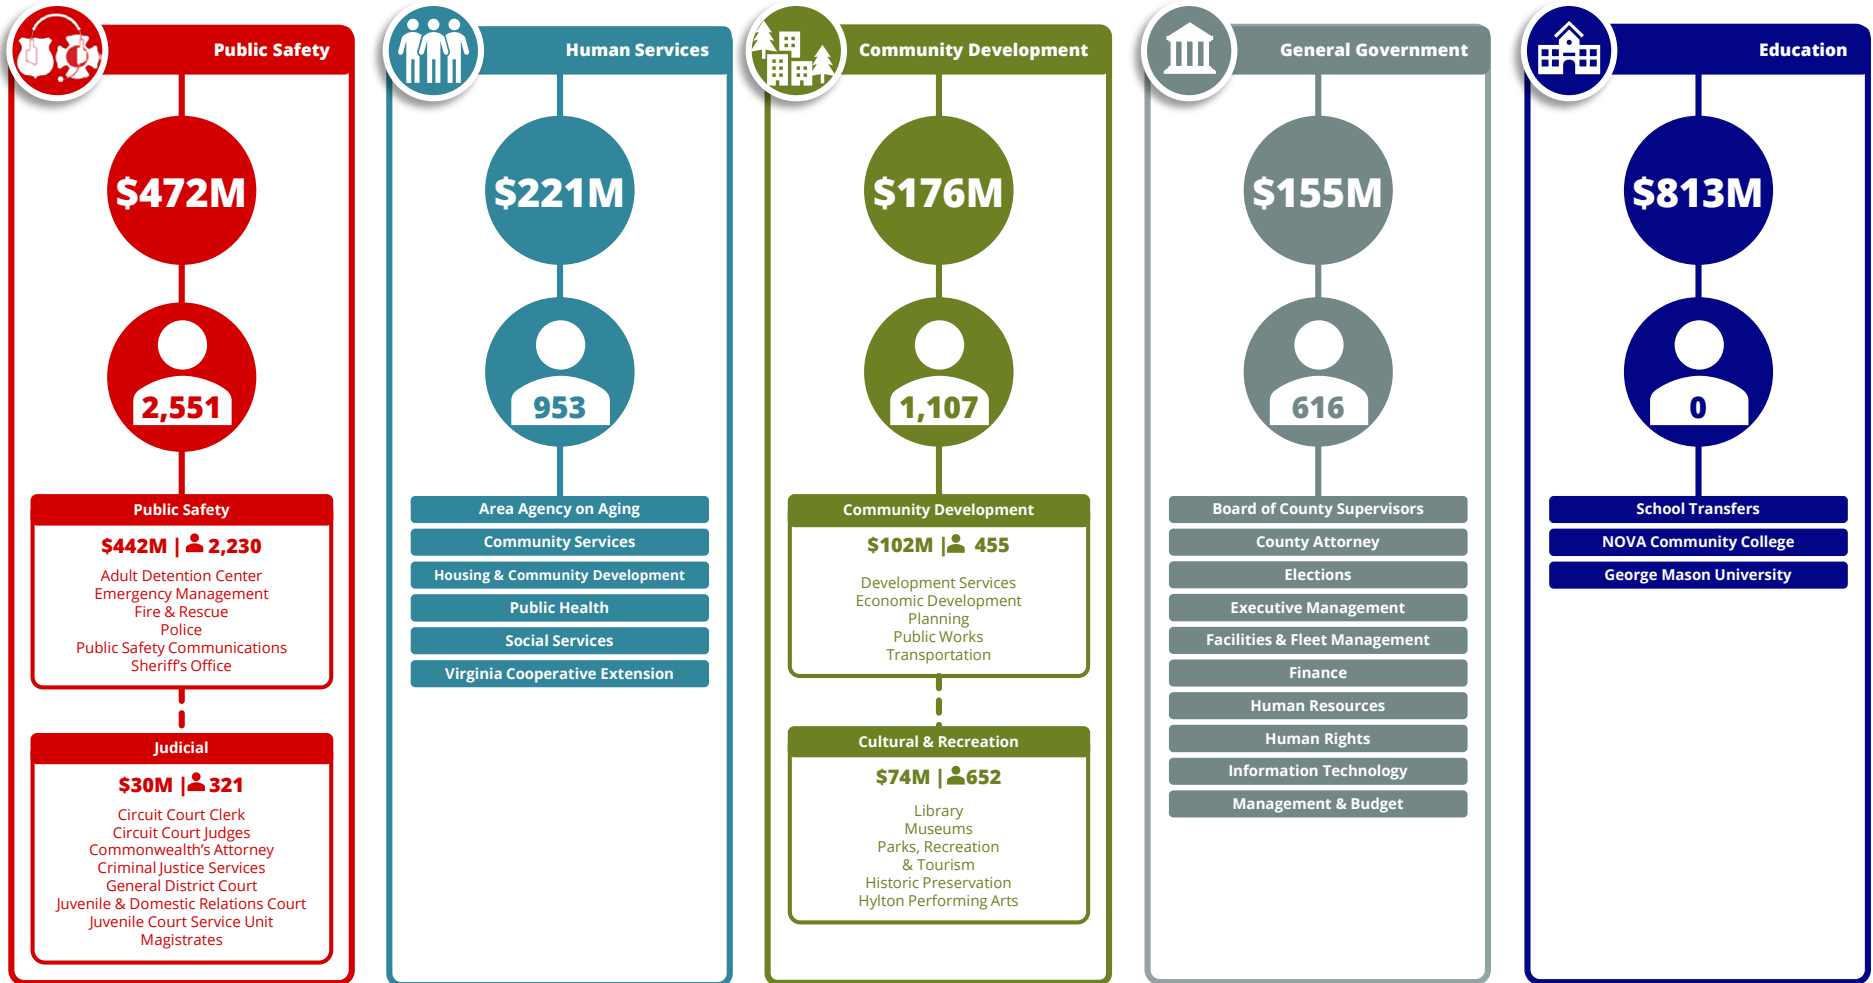 Public Safety
$472M
2,551
Public Safety
$442M | 2,230
Adult Detention Center
Emergency Management
Fire & Rescue
Police
Public Safety Communications
Sheriff's Office
Judicial
$30M | 321
Circuit Court Clerk
Circuit Court Judges
Commonwealth's Attorney
Criminal Justice Services
General District Court
Juvenile & Domestic Relations Court
Juvenile Court Service Unit
Magistrates
Human Services
$221M
953
Area Agency on Aging
Community Services
Housing & Community Development
Public Health
Social Services
Virginia Cooperative Extension
Community Development
$176M
1,107
Community Development
$102M | 455
Development Services
Economic Development
Planning
Public Works
Transportation
Cultural & Recreation
$74M | 652
Library
Museums
Parks, Recreation
& Tourism
Historic Preservation
Hylton Performing Arts
General Government
$155M
616
Board of County Supervisors
County Attorney
Elections
Executive Management
Facilities & Fleet Management
Finance
Human Resources
Human Rights
Information Technology
Management & Budget
Education
$813M
0
School Transfers
NOVA Community College
George Mason University